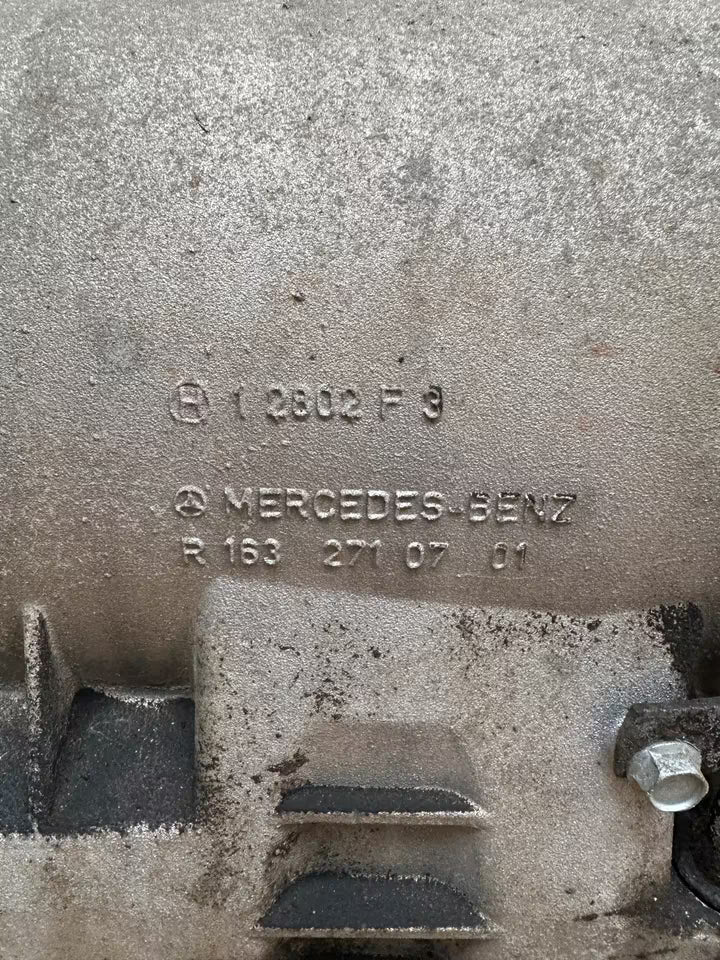 R 1 2802 F 3
MERCEDES-BENZ
R 163 271 07 01